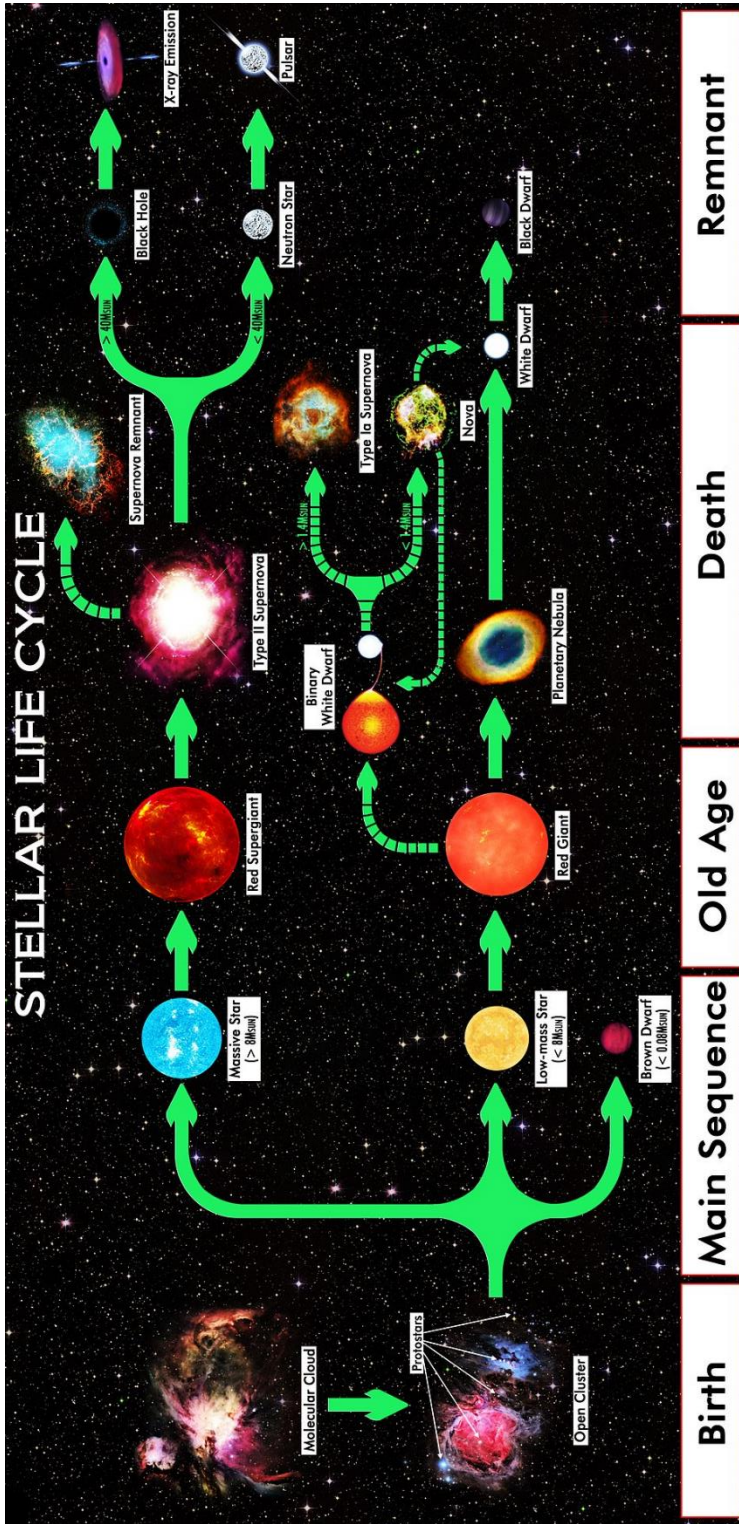 STELLAR LIFE CYCLE
Molecular Cloud
Protostars
Open Cluster
Massive Star
(> 8MSUN)
Low-mass Star
(< 8MSUN)
Brown Dwarf
(< 0.08MSUN)
Red Supergiant
Red Giant
Type II Supernova
Supernova Remnant
Binary
White Dwarf
> 1.4MSUN
< 1.4MSUN
Type Ia Supernova
Nova
Planetary Nebula
White Dwarf
> 40MSUN
< 40MSUN
Black Hole
Neutron Star
X-ray Emission
Pulsar
Black Dwarf
Birth
Main Sequence
Old Age
Death
Remnant